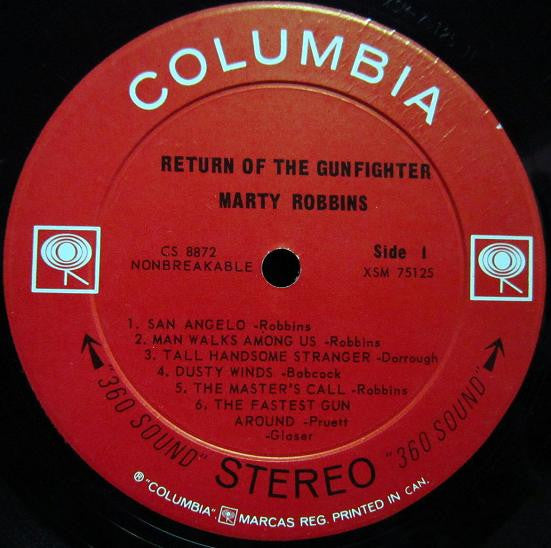 COLUMBIA
RETURN OF THE GUNFIGHTER
MARTY ROBBINS
CS 8872
NONBREAKABLE
Side 1
XSM 75125
1. SAN ANGELO -Robbins
2. MAN WALKS AMONG US -Robbins
3. TALL HANDSOME STRANGER -Dorrough
4. DUSTY WINDS -Babcock
5. THE MASTER'S CALL -Robbins
6. THE FASTEST GUN
AROUND -Pruett
-Glaser
"360 SOUND" STEREO "360 SOUND"
® "COLUMBIA", MARCAS REG. PRINTED IN CAN.